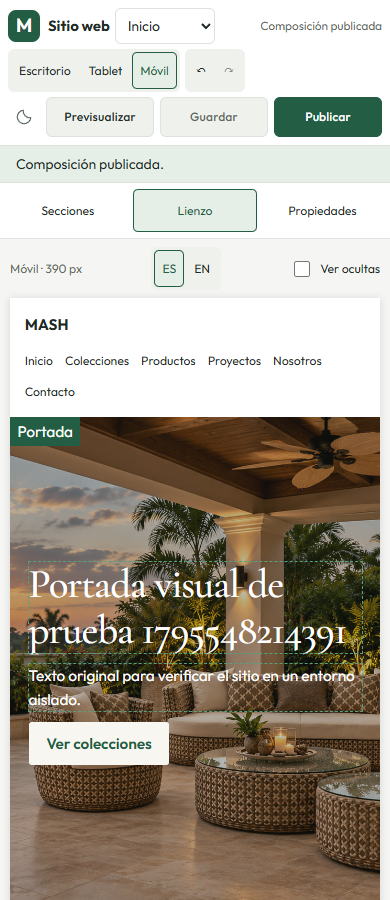 M Sitio web Inicio Composición publicada
Escritorio Tablet Móvil
Previsualizar Guardar Publicar
Composición publicada.
Secciones Lienzo Propiedades
Móvil · 390 px ES EN Ver ocultas
MASH
Inicio Colecciones Productos Proyectos Nosotros
Contacto
Portada
Portada visual de
prueba 1795548214391
Texto original para verificar el sitio en un entorno
aislado.
Ver colecciones